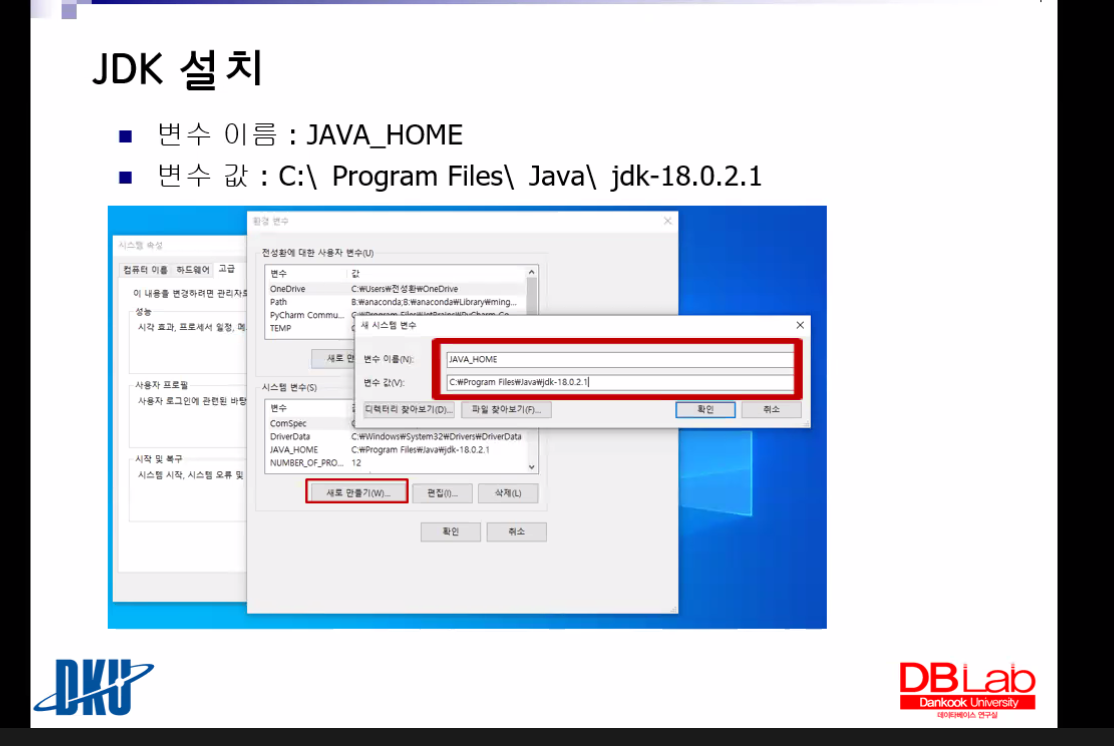 JDK 설치
변수 이름 : JAVA_HOME
변수 값 : C:\ Program Files\ Java\ jdk-18.0.2.1
환경 변수
시스템 속성
컴퓨터 이름 하드웨어 고급
이 내용을 변경하려면 관리자로
성능
시각 효과, 프로세서 일정, 메
사용자 프로필
사용자 로그인에 관련된 바탕
시작 및 복구
시스템 시작, 시스템 오류 및
전성환에 대한 사용자 변수(U)
변수 값
OneDrive C:₩Users₩전성환₩OneDrive
Path B:₩anaconda;B:₩anaconda₩Library₩ming...
PyCharm Commu...
TEMP
새로 만
새 시스템 변수
변수 이름(N): JAVA_HOME
변수 값(V): C:₩Program Files₩Java₩jdk-18.0.2.1
디렉터리 찾아보기(D)... 파일 찾아보기(F)... 확인 취소
시스템 변수(S)
변수
ComSpec
DriverData C:₩Windows₩System32₩Drivers₩DriverData
JAVA_HOME C:₩Program Files₩Java₩jdk-18.0.2.1
NUMBER_OF_PRO... 12
새로 만들기(W)... 편집(I)... 삭제(L)
확인 취소
DKU
DB Lab
Dankook University
데이타베이스 연구실